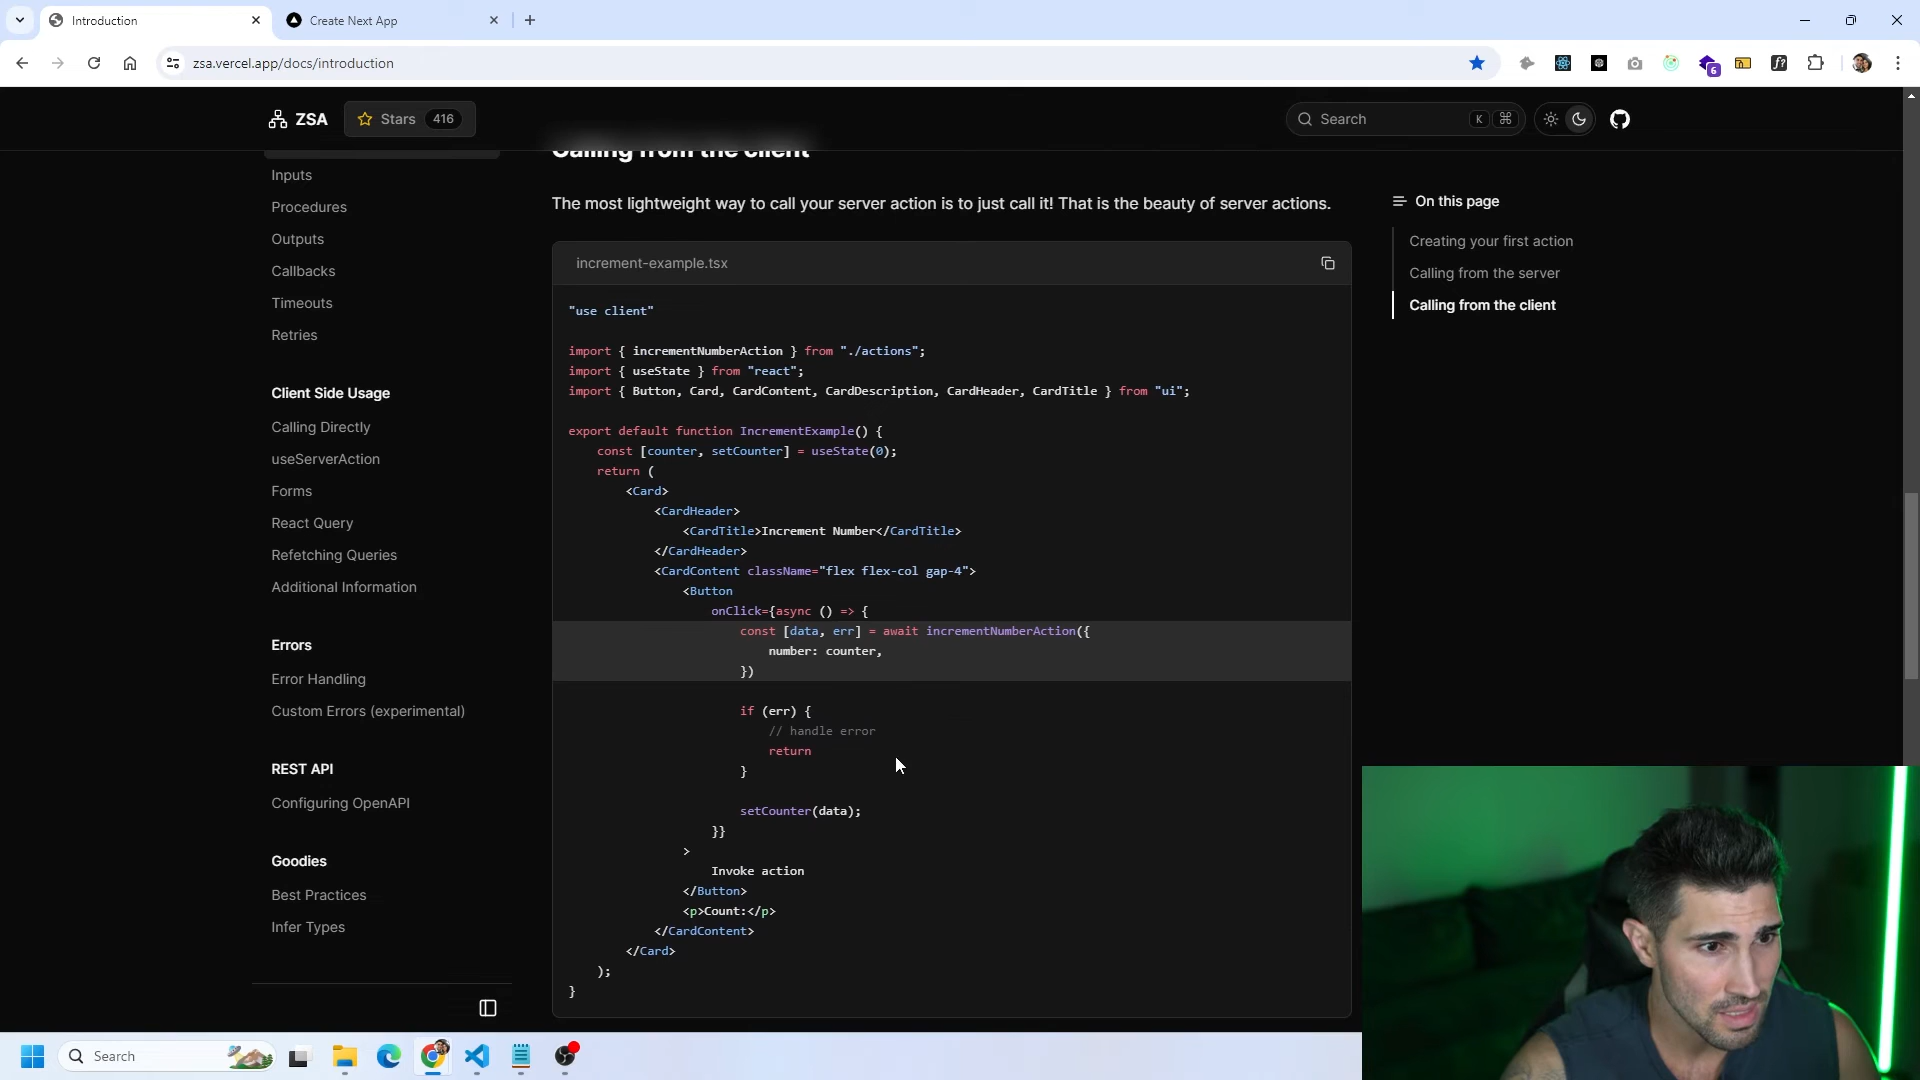 Introduction
Create Next App
zsa.vercel.app/docs/introduction
6
ZSA
Stars 416
Search
K
⌘
Inputs
Procedures
Outputs
Callbacks
Timeouts
Retries
Client Side Usage
Calling Directly
useServerAction
Forms
React Query
Refetching Queries
Additional Information
Errors
Error Handling
Custom Errors (experimental)
REST API
Configuring OpenAPI
Goodies
Best Practices
Infer Types
Calling from the client
The most lightweight way to call your server action is to just call it! That is the beauty of server actions.
increment-example.tsx
"use client"
import { incrementNumberAction } from "./actions";
import { useState } from "react";
import { Button, Card, CardContent, CardDescription, CardHeader, CardTitle } from "ui";
export default function IncrementExample() {
const [counter, setCounter] = useState(0);
return (
<Card>
<CardHeader>
<CardTitle>Increment Number</CardTitle>
</CardHeader>
<CardContent className="flex flex-col gap-4">
<Button
onClick={async () => {
const [data, err] = await incrementNumberAction({
number: counter,
})
if (err) {
// handle error
return
}
setCounter(data);
}}
>
Invoke action
</Button>
<p>Count:</p>
</CardContent>
</Card>
);
}
On this page
Creating your first action
Calling from the server
Calling from the client
Search